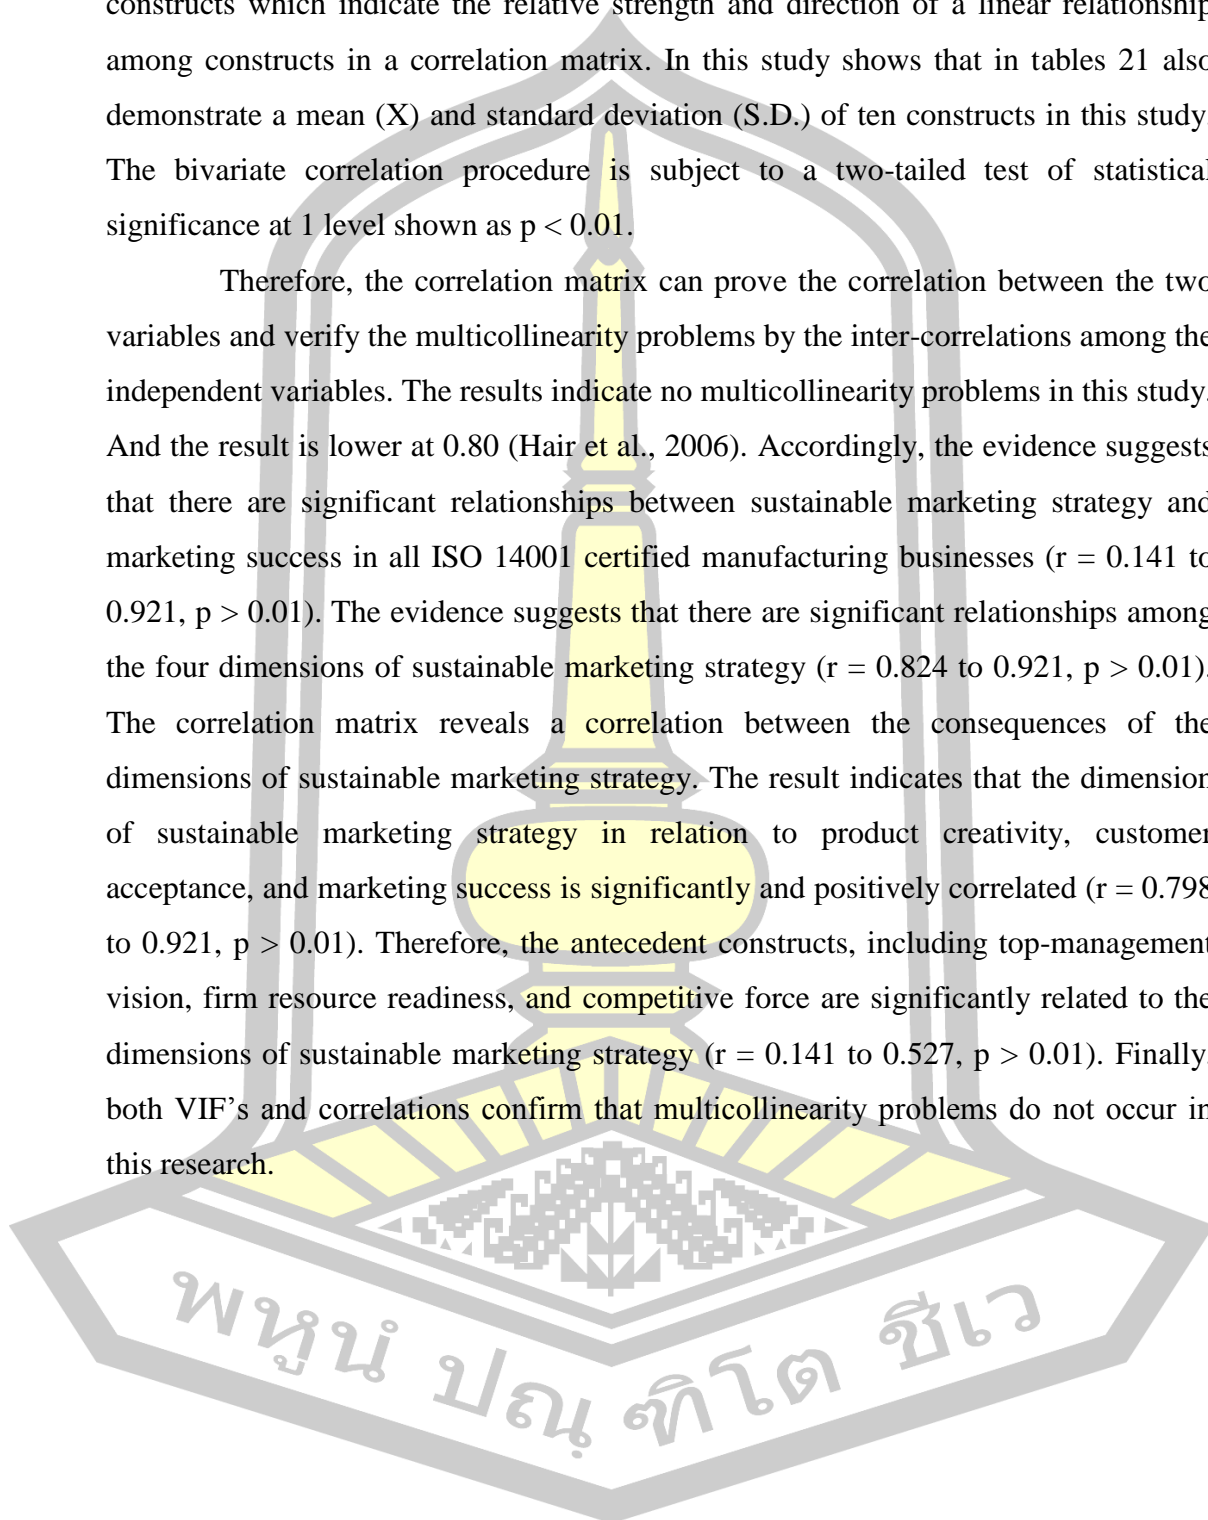 constructs which indicate the relative strength and direction of a linear relationship
among constructs in a correlation matrix. In this study shows that in tables 21 also
demonstrate a mean (X) and standard deviation (S.D.) of ten constructs in this study.
The bivariate correlation procedure is subject to a two-tailed test of statistical
significance at 1 level shown as p < 0.01.
Therefore, the correlation matrix can prove the correlation between the two
variables and verify the multicollinearity problems by the inter-correlations among the
independent variables. The results indicate no multicollinearity problems in this study.
And the result is lower at 0.80 (Hair et al., 2006). Accordingly, the evidence suggests
that there are significant relationships between sustainable marketing strategy and
marketing success in all ISO 14001 certified manufacturing businesses (r = 0.141 to
0.921, p > 0.01). The evidence suggests that there are significant relationships among
the four dimensions of sustainable marketing strategy (r = 0.824 to 0.921, p > 0.01).
The correlation matrix reveals a correlation between the consequences of the
dimensions of sustainable marketing strategy. The result indicates that the dimension
of sustainable marketing strategy in relation to product creativity, customer
acceptance, and marketing success is significantly and positively correlated (r = 0.798
to 0.921, p > 0.01). Therefore, the antecedent constructs, including top-management
vision, firm resource readiness, and competitive force are significantly related to the
dimensions of sustainable marketing strategy (r = 0.141 to 0.527, p > 0.01). Finally,
both VIF’s and correlations confirm that multicollinearity problems do not occur in
this research.
พหูนํ ปณฺฑิโต ชีเว